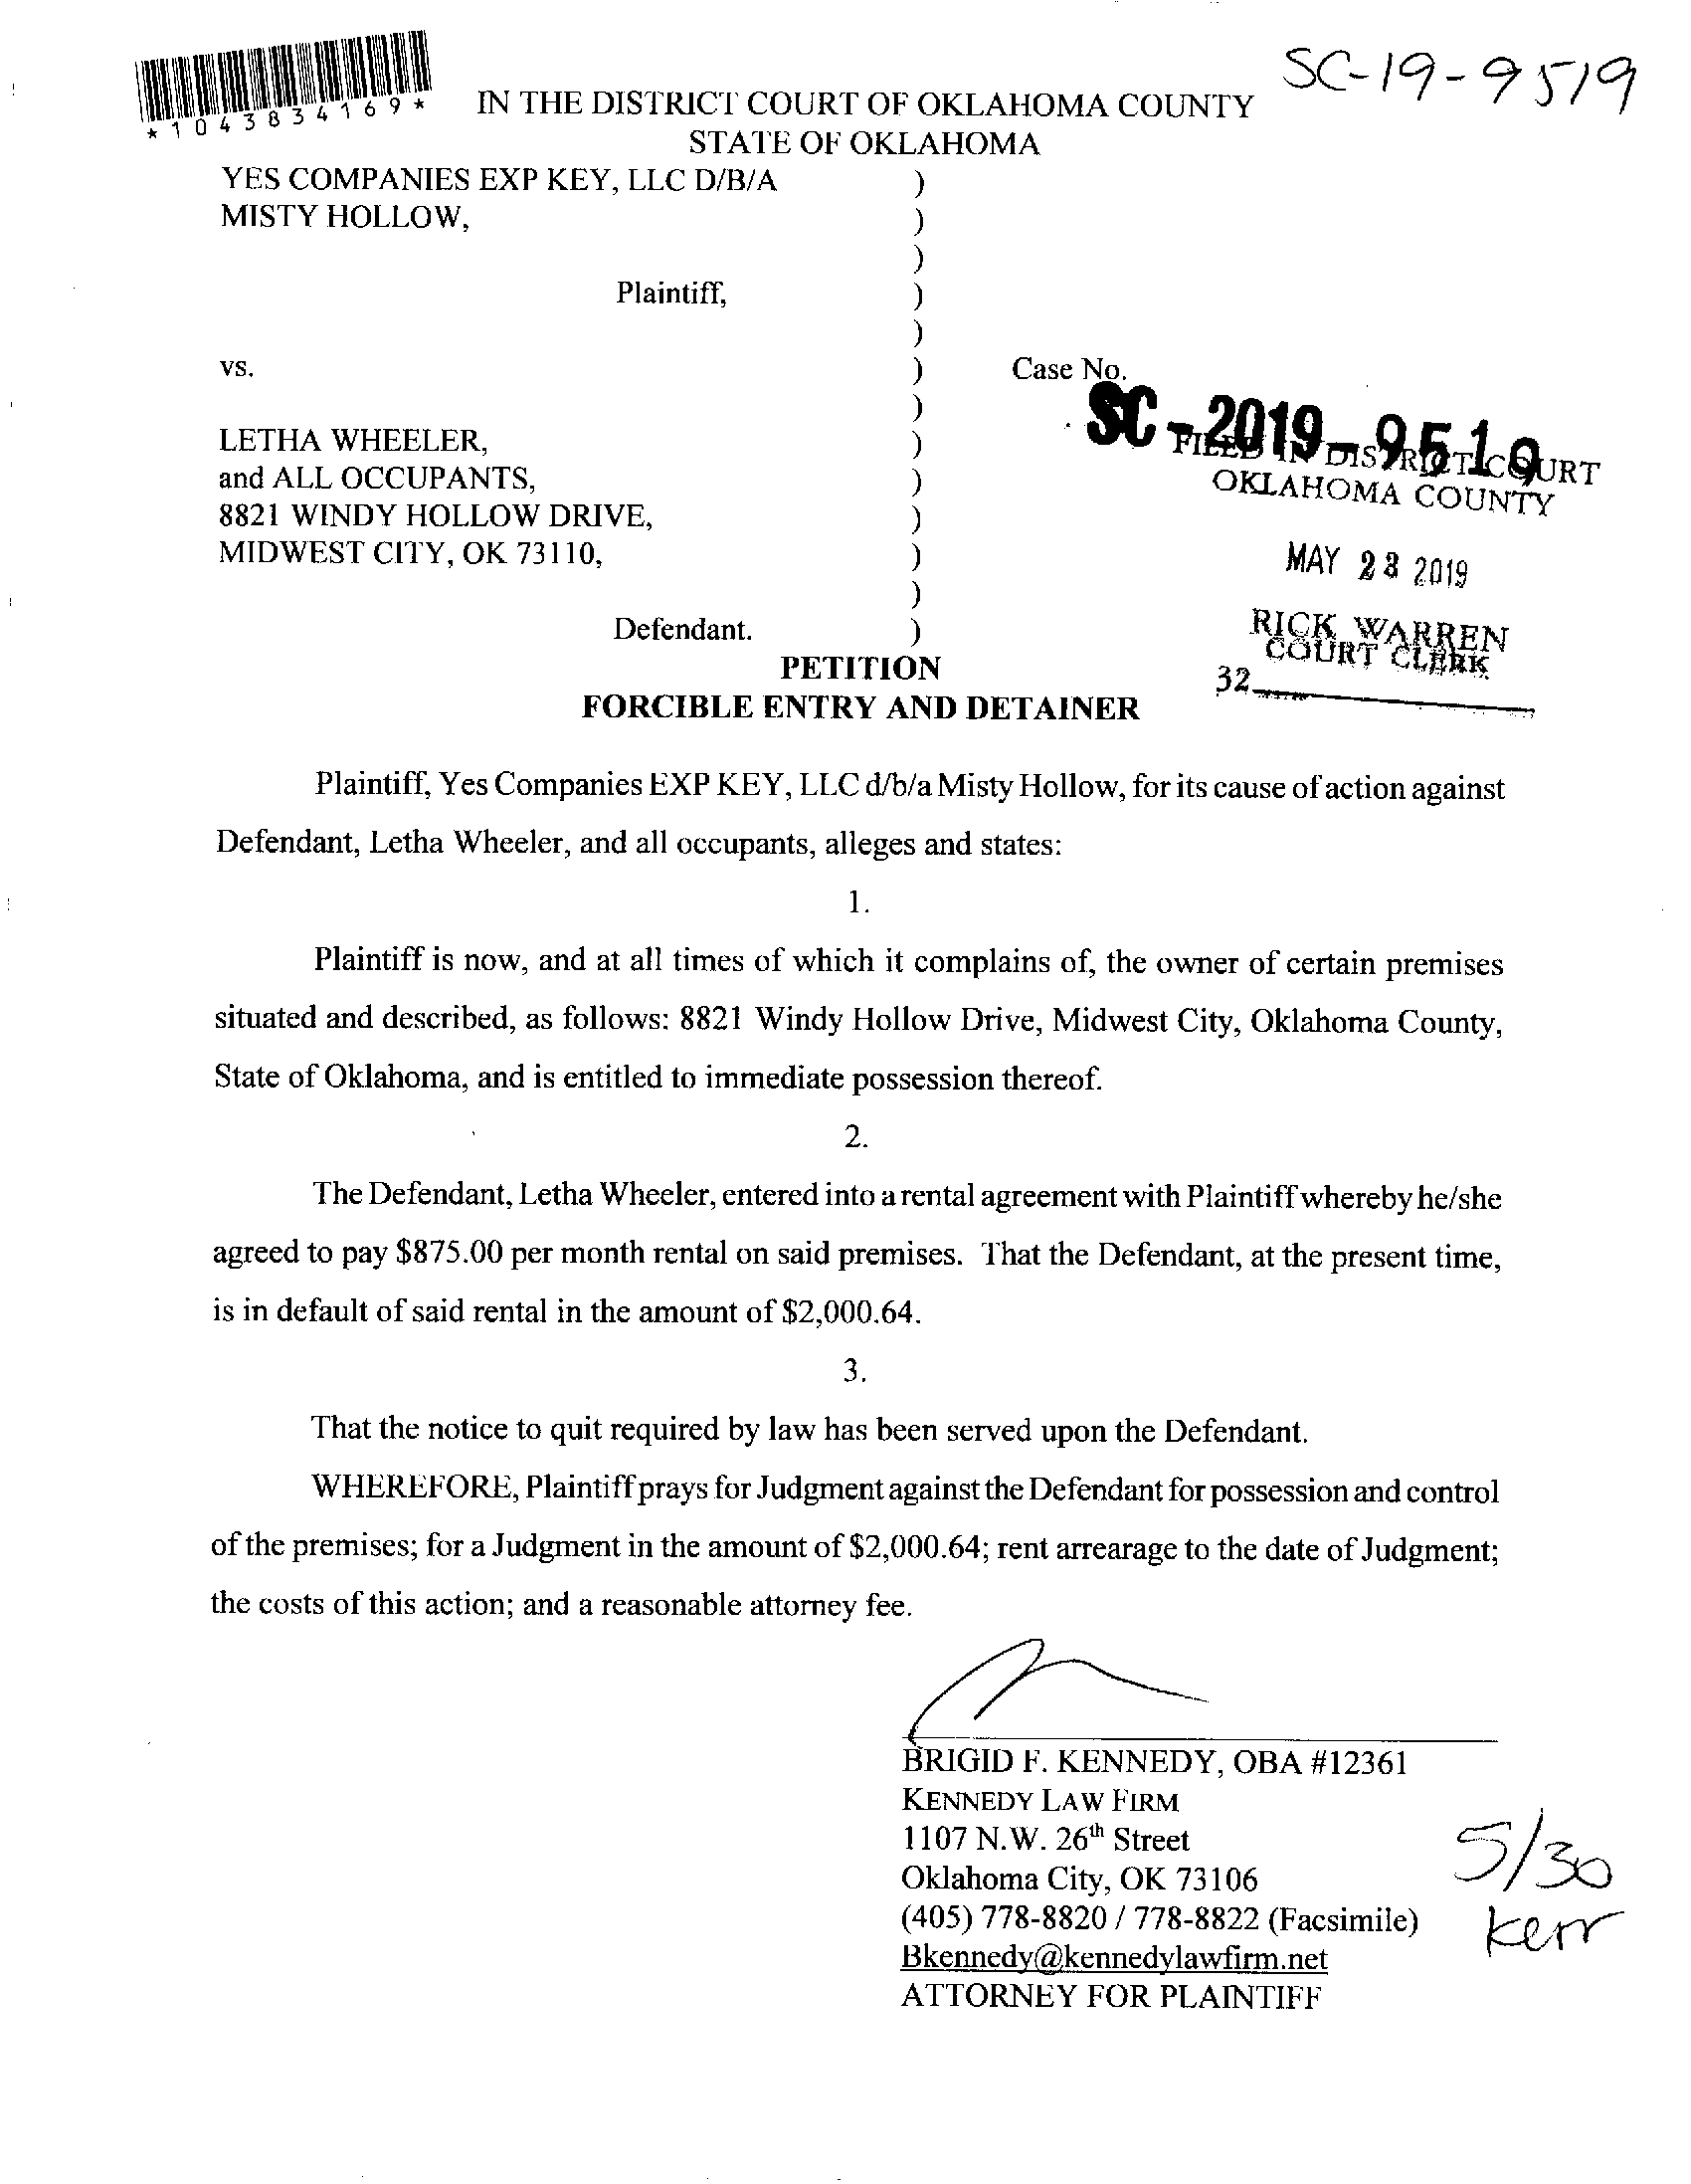 SC-19-9519
*1043834169*
IN THE DISTRICT COURT OF OKLAHOMA COUNTY
STATE OF OKLAHOMA
YES COMPANIES EXP KEY, LLC D/B/A )
MISTY HOLLOW, )
)
Plaintiff, )
)
vs. ) Case No.
) SC-2019-9519
LETHA WHEELER, ) FILED IN DISTRICT COURT
and ALL OCCUPANTS, ) OKLAHOMA COUNTY
8821 WINDY HOLLOW DRIVE, )
MIDWEST CITY, OK 73110, ) MAY 28 2019
)
Defendant. ) RICK WARREN
COURT CLERK
PETITION
32
FORCIBLE ENTRY AND DETAINER
Plaintiff, Yes Companies EXP KEY, LLC d/b/a Misty Hollow, for its cause of action against
Defendant, Letha Wheeler, and all occupants, alleges and states:
1.
Plaintiff is now, and at all times of which it complains of, the owner of certain premises
situated and described, as follows: 8821 Windy Hollow Drive, Midwest City, Oklahoma County,
State of Oklahoma, and is entitled to immediate possession thereof.
2.
The Defendant, Letha Wheeler, entered into a rental agreement with Plaintiff whereby he/she
agreed to pay $875.00 per month rental on said premises. That the Defendant, at the present time,
is in default of said rental in the amount of $2,000.64.
3.
That the notice to quit required by law has been served upon the Defendant.
WHEREFORE, Plaintiff prays for Judgment against the Defendant for possession and control
of the premises; for a Judgment in the amount of $2,000.64; rent arrearage to the date of Judgment;
the costs of this action; and a reasonable attorney fee.
BRIGID F. KENNEDY, OBA #12361
KENNEDY LAW FIRM
1107 N.W. 26th Street
Oklahoma City, OK 73106
(405) 778-8820 / 778-8822 (Facsimile)
Bkennedy@kennedylawfirm.net
ATTORNEY FOR PLAINTIFF
5/30
Kerr